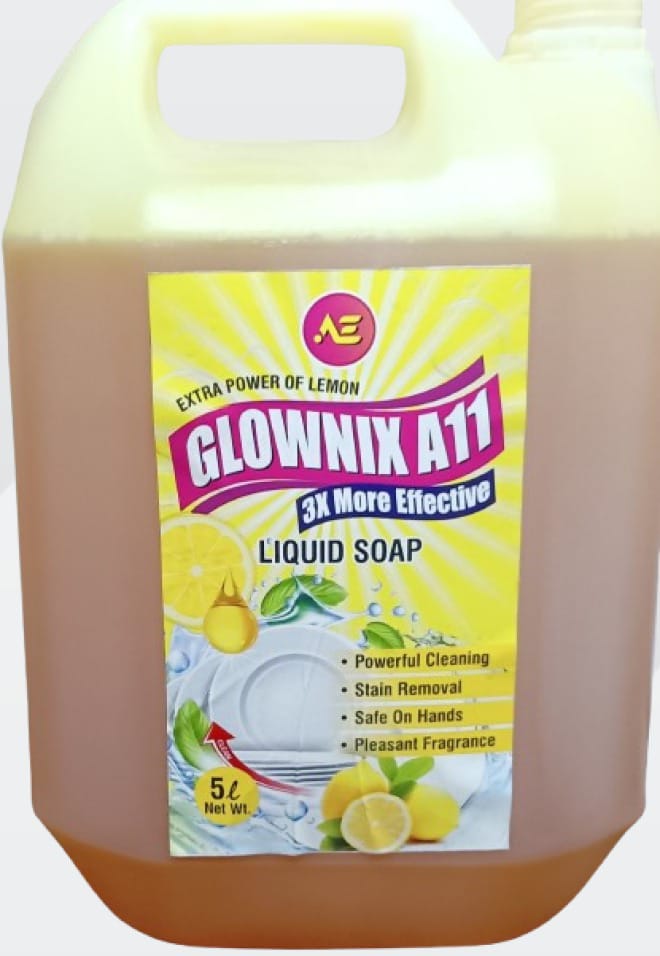 AE
EXTRA POWER OF LEMON
GLOWNIX A11
3X More Effective
LIQUID SOAP
• Powerful Cleaning
• Stain Removal
• Safe On Hands
• Pleasant Fragrance
CLEAN
5ℓ
Net Wt.